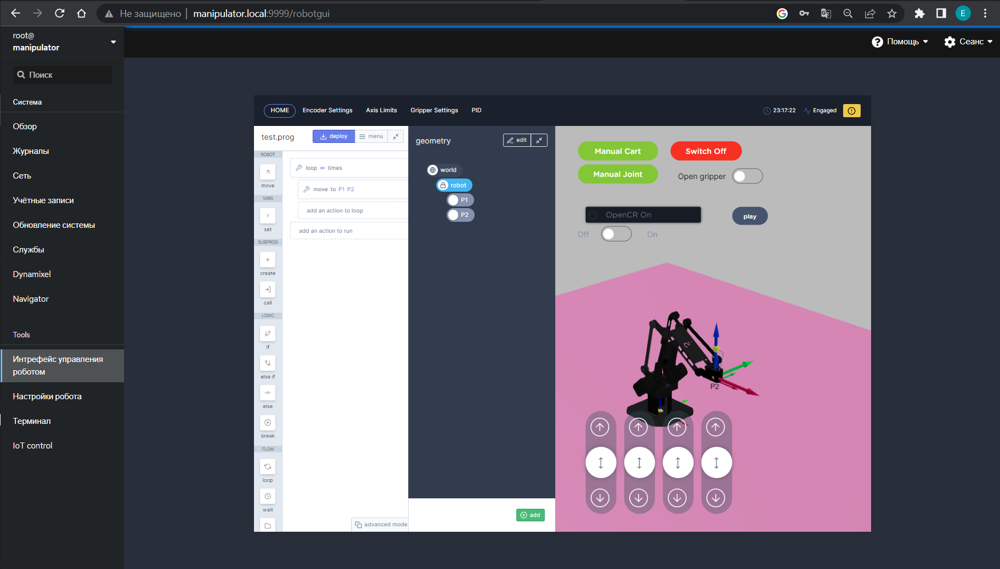 Не защищено | manipulator.local:9999/robotgui
E
root@
manipulator
Помощь
Сеанс
Поиск
Система
Обзор
Журналы
Сеть
Учётные записи
Обновление системы
Службы
Dynamixel
Navigator
Tools
Интрефейс управления
роботом
Настройки робота
Терминал
IoT control
HOME
Encoder Settings
Axis Limits
Gripper Settings
PID
23:17:22
Engaged
test.prog
deploy
menu
ROBOT
move
VARS
set
SUBPROG
create
call
LOGIC
if
else if
else
break
FLOW
loop
wait
loop ∞ times
move to P1 P2
add an action to loop
add an action to run
advanced mode
geometry
edit
world
robot
P1
P2
add
Manual Cart
Switch Off
Manual Joint
Open gripper
OpenCR On
play
Off
On
P2